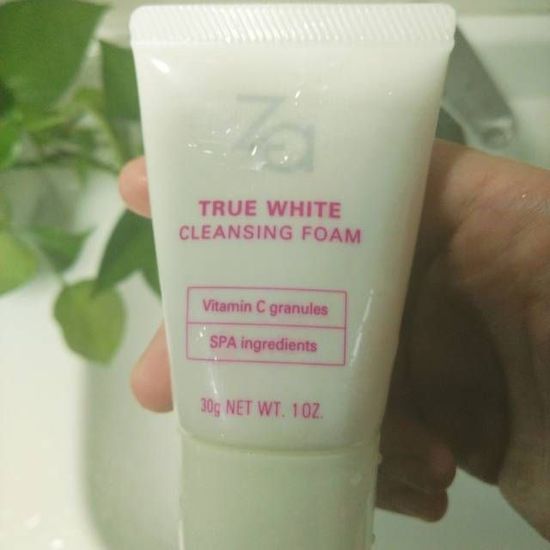 Za
TRUE WHITE
CLEANSING FOAM
Vitamin C granules
SPA ingredients
30g NET WT. 1 OZ.